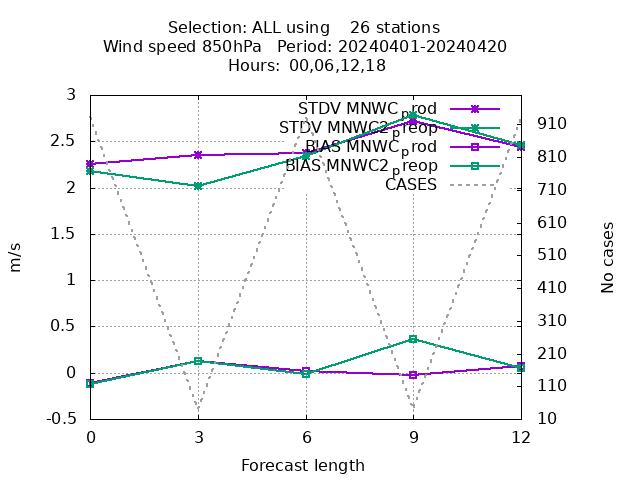 Selection: ALL using    26 stations
Wind speed 850hPa   Period: 20240401-20240420
Hours:  00,06,12,18
3
2.5
2
1.5
1
0.5
0
-0.5
m/s
STDV MNWC_prod
STDV MNWC2_preop
BIAS MNWC_prod
BIAS MNWC2_preop
CASES
910
810
710
610
510
410
310
210
110
10
No cases
0 3 6 9 12
Forecast length